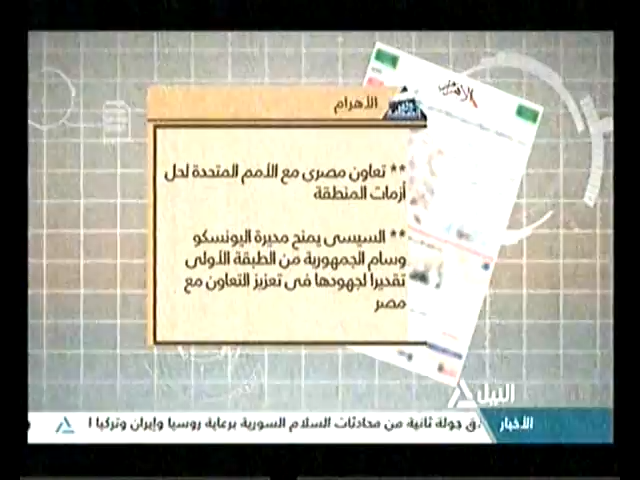 الأهرام
** تعاون مصرى مع الأمم المتحدة لحل
أزمات المنطقة
** السيسى يمنح مديرة اليونسكو
وسام الجمهورية من الطبقة الأولى
تقديرا لجهودها فى تعزيز التعاون مع
مصر
النيل
الأخبار
جولة ثانية من محادثات السلام السورية برعاية روسيا وإيران وتركيا